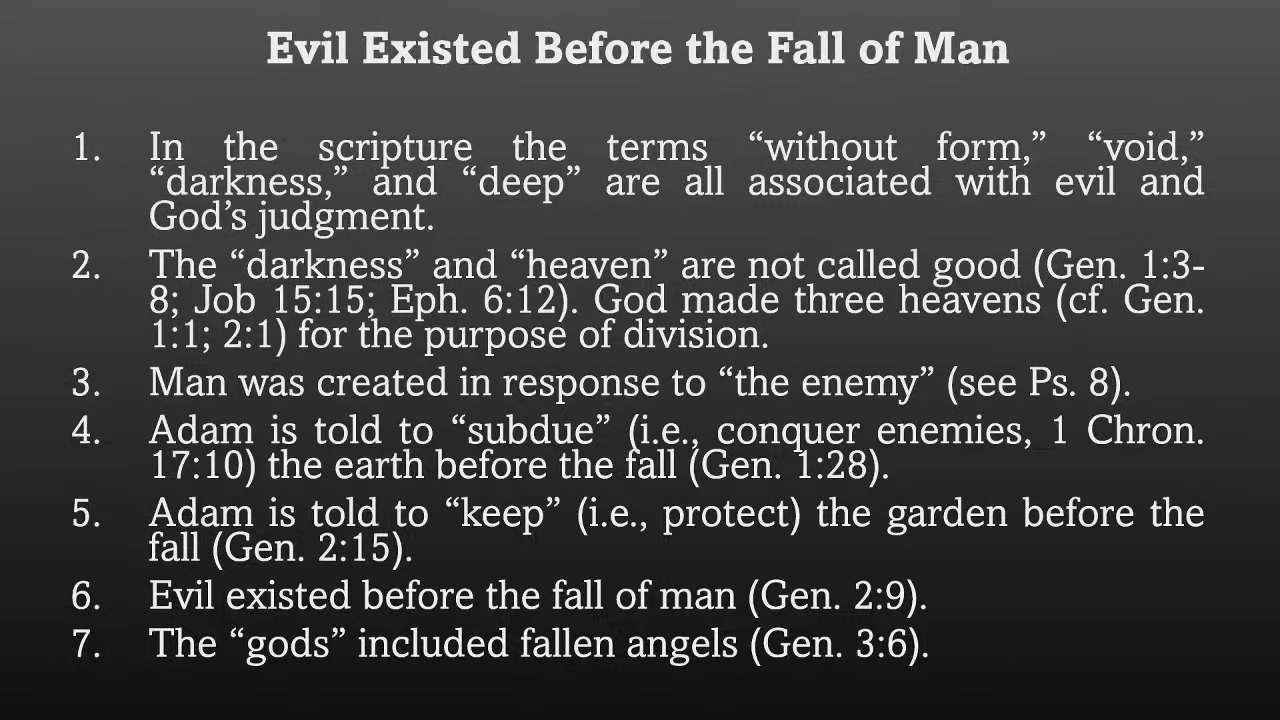 Evil Existed Before the Fall of Man
1. In the scripture the terms “without form,” “void,”
“darkness,” and “deep” are all associated with evil and
God’s judgment.
2. The “darkness” and “heaven” are not called good (Gen. 1:3-
8; Job 15:15; Eph. 6:12). God made three heavens (cf. Gen.
1:1; 2:1) for the purpose of division.
3. Man was created in response to “the enemy” (see Ps. 8).
4. Adam is told to “subdue” (i.e., conquer enemies, 1 Chron.
17:10) the earth before the fall (Gen. 1:28).
5. Adam is told to “keep” (i.e., protect) the garden before the
fall (Gen. 2:15).
6. Evil existed before the fall of man (Gen. 2:9).
7. The “gods” included fallen angels (Gen. 3:6).